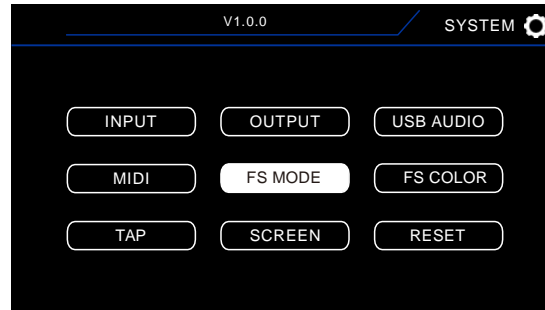 V1.0.0 SYSTEM
INPUT OUTPUT USB AUDIO
MIDI FS MODE FS COLOR
TAP SCREEN RESET